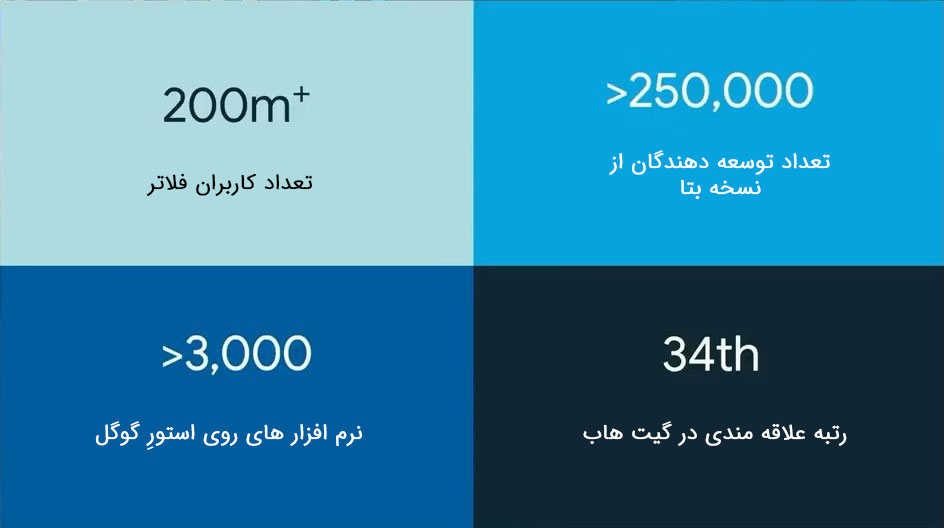 200m+
تعداد کاربران فلاتر
>250,000
تعداد توسعه دهندگان از
نسخه بتا
>3,000
نرم افزار های روی استورِ گوگل
34th
رتبه علاقه مندی در گیت هاب